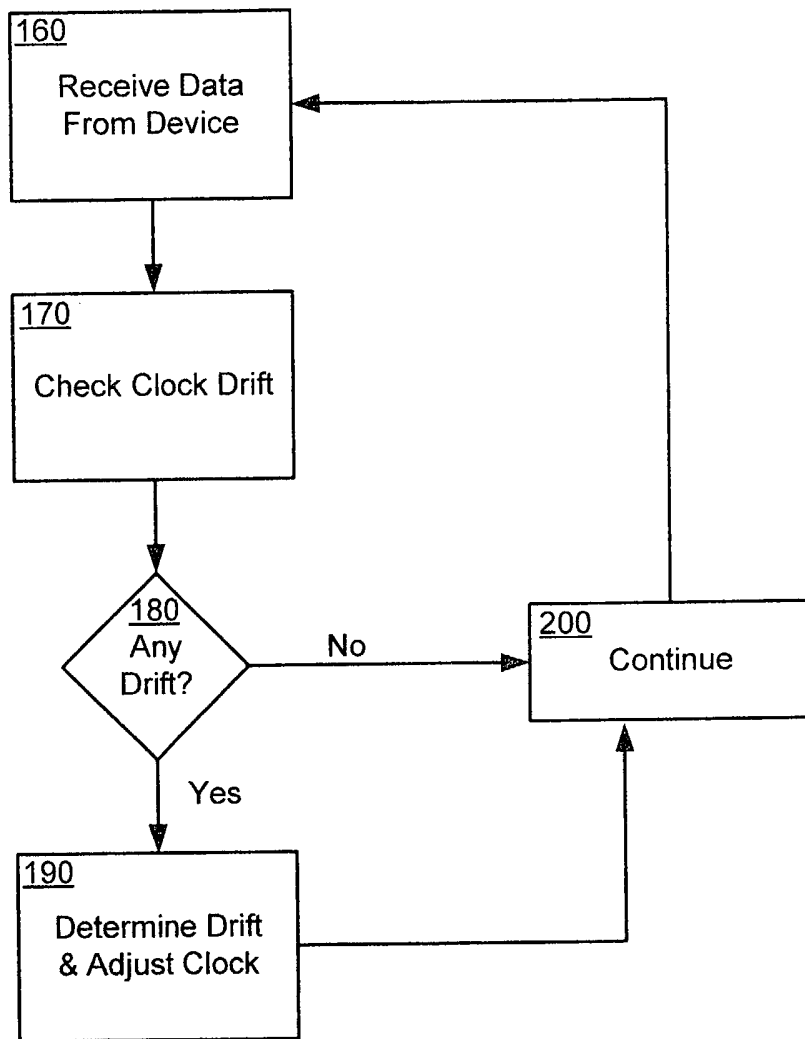 160
Receive Data
From Device
170
Check Clock Drift
180
Any
Drift?
No
200
Continue
Yes
190
Determine Drift
& Adjust Clock